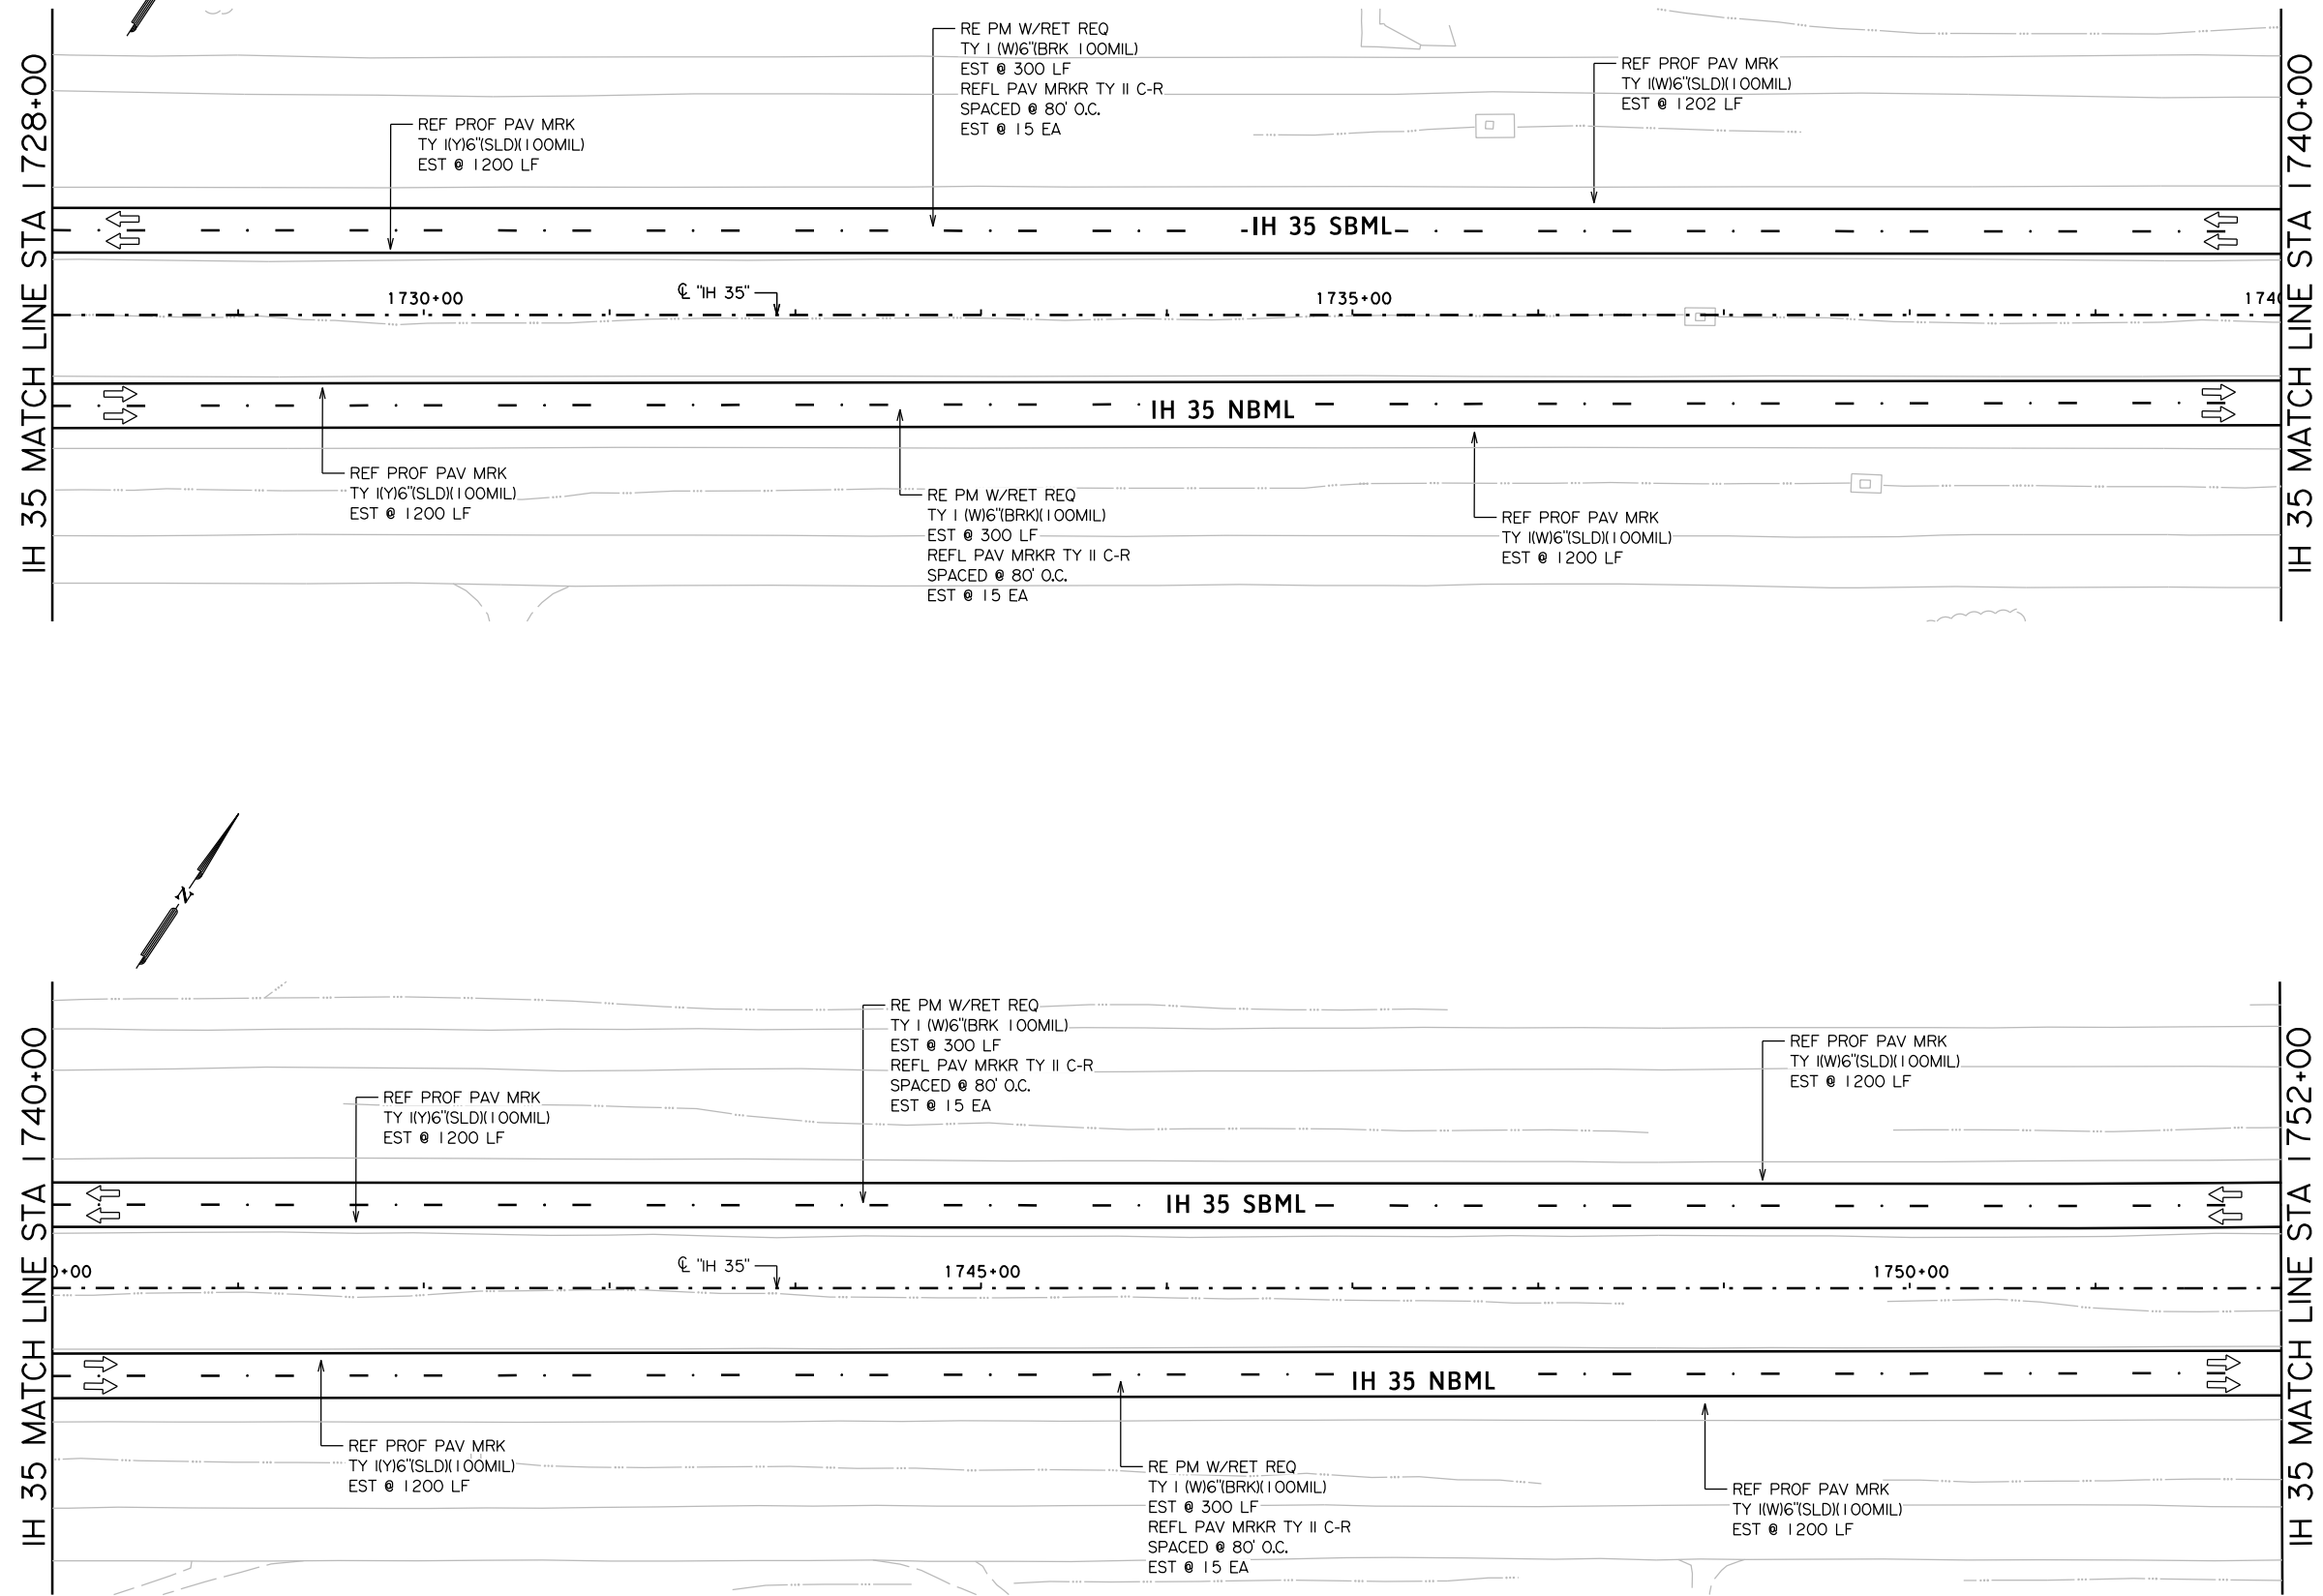 IH 35 MATCH LINE STA 1728+00
RE PM W/RET REQ
TY I (W)6"(BRK 100MIL)
EST @ 300 LF
REFL PAV MRKR TY II C-R
SPACED @ 80' O.C.
EST @ 15 EA
REF PROF PAV MRK
TY I(W)6"(SLD)(100MIL)
EST @ 1202 LF
REF PROF PAV MRK
TY I(Y)6"(SLD)(100MIL)
EST @ 1200 LF
IH 35 MATCH LINE STA 1740+00
IH 35 SBML
1730+00
℄ "IH 35"
1735+00
1740
IH 35 NBML
REF PROF PAV MRK
TY I(Y)6"(SLD)(100MIL)
EST @ 1200 LF
RE PM W/RET REQ
TY I (W)6"(BRK)(100MIL)
EST @ 300 LF
REFL PAV MRKR TY II C-R
SPACED @ 80' O.C.
EST @ 15 EA
REF PROF PAV MRK
TY I(W)6"(SLD)(100MIL)
EST @ 1200 LF
N
IH 35 MATCH LINE STA 1740+00
RE PM W/RET REQ
TY I (W)6"(BRK 100MIL)
EST @ 300 LF
REFL PAV MRKR TY II C-R
SPACED @ 80' O.C.
EST @ 15 EA
REF PROF PAV MRK
TY I(W)6"(SLD)(100MIL)
EST @ 1200 LF
REF PROF PAV MRK
TY I(Y)6"(SLD)(100MIL)
EST @ 1200 LF
IH 35 MATCH LINE STA 1752+00
IH 35 SBML
0+00
℄ "IH 35"
1745+00
1750+00
IH 35 NBML
REF PROF PAV MRK
TY I(Y)6"(SLD)(100MIL)
EST @ 1200 LF
RE PM W/RET REQ
TY I (W)6"(BRK)(100MIL)
EST @ 300 LF
REFL PAV MRKR TY II C-R
SPACED @ 80' O.C.
EST @ 15 EA
REF PROF PAV MRK
TY I(W)6"(SLD)(100MIL)
EST @ 1200 LF